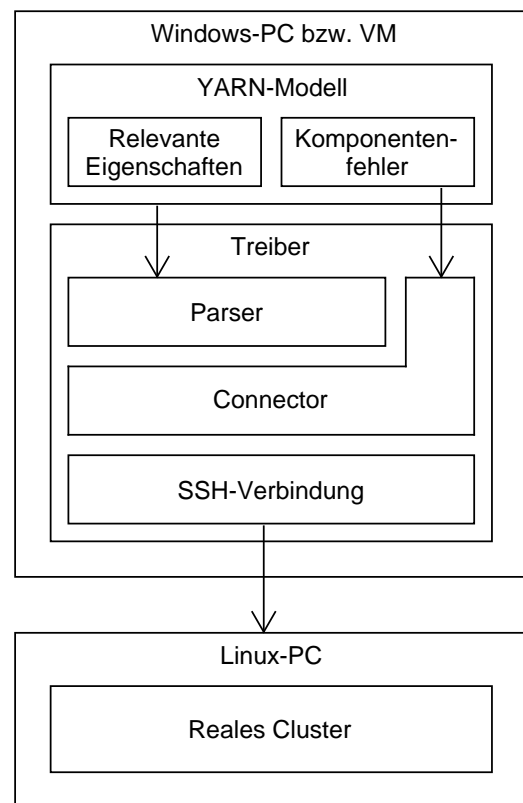 Windows-PC bzw. VM
YARN-Modell
Relevante
Eigenschaften
Komponenten-
fehler
Treiber
Parser
Connector
SSH-Verbindung
Linux-PC
Reales Cluster